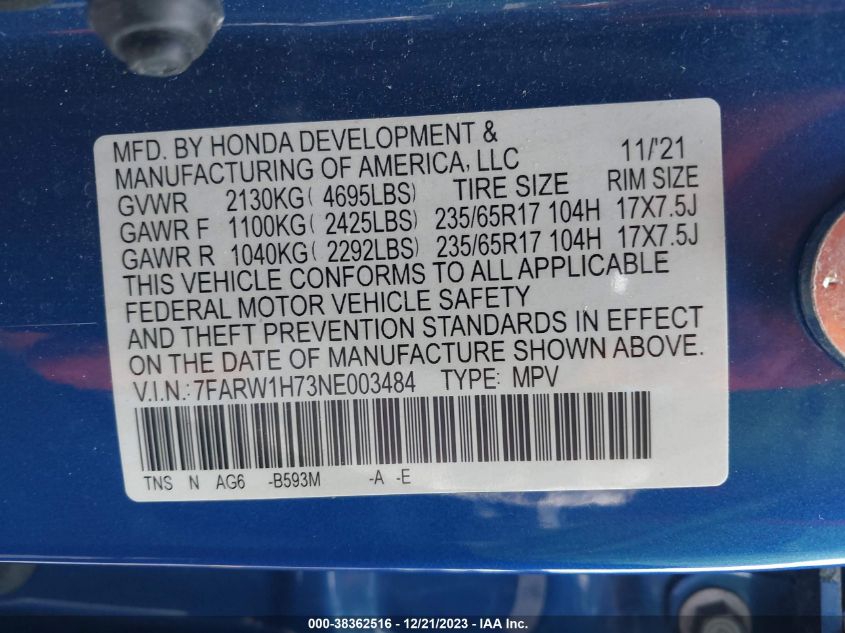 MFD. BY HONDA DEVELOPMENT &
MANUFACTURING OF AMERICA, LLC 11/'21
GVWR 2130KG( 4695LBS) TIRE SIZE RIM SIZE
GAWR F 1100KG( 2425LBS) 235/65R17 104H 17X7.5J
GAWR R 1040KG( 2292LBS) 235/65R17 104H 17X7.5J
THIS VEHICLE CONFORMS TO ALL APPLICABLE
FEDERAL MOTOR VEHICLE SAFETY
AND THEFT PREVENTION STANDARDS IN EFFECT
ON THE DATE OF MANUFACTURE SHOWN ABOVE.
V.I.N.: 7FARW1H73NE003484 TYPE: MPV
TNS N AG6 -B593M -A -E
000-38362516 - 12/21/2023 - IAAI.com